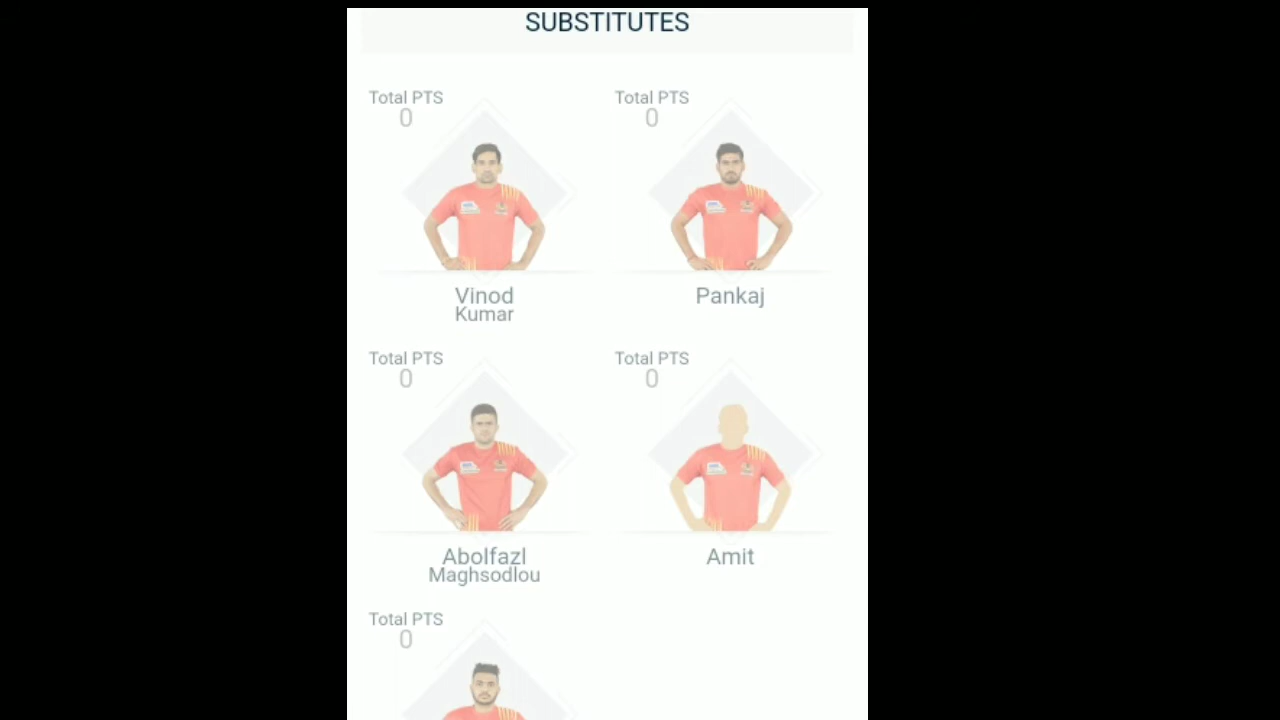 SUBSTITUTES
Total PTS
0
Total PTS
0
Vinod
Kumar
Pankaj
Total PTS
0
Total PTS
0
Abolfazl
Maghsodlou
Amit
Total PTS
0